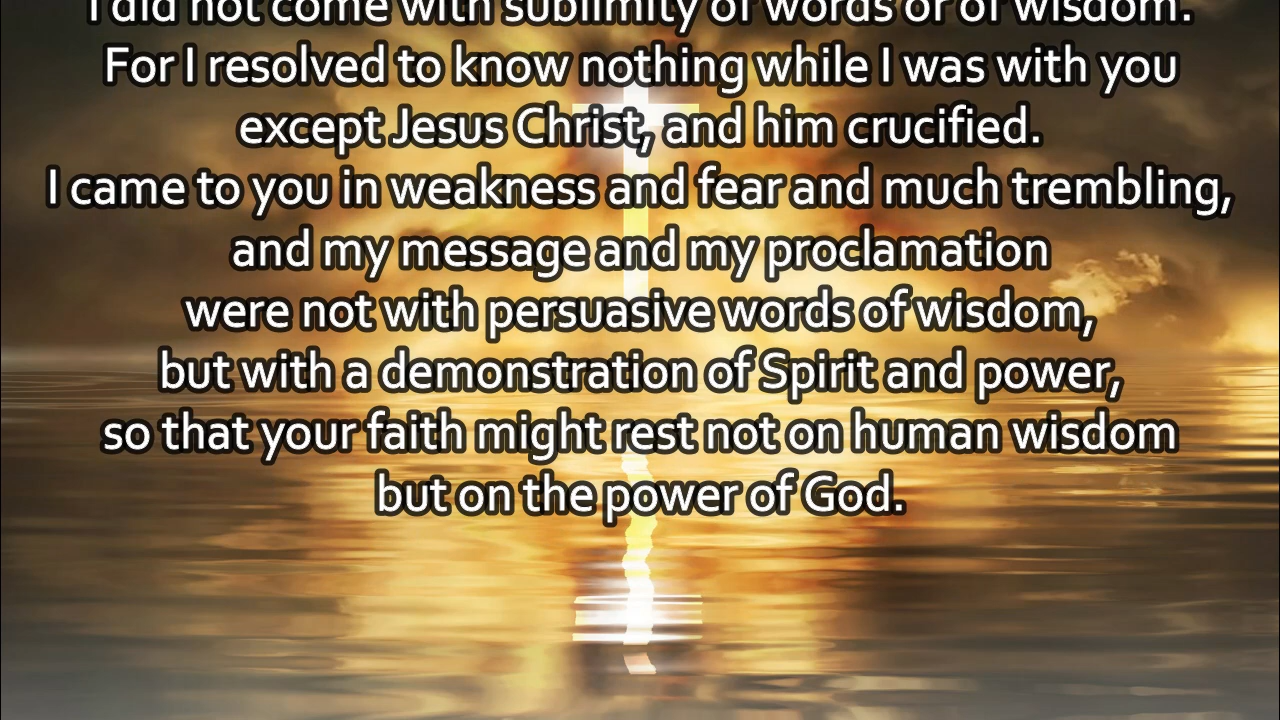 I did not come with sublimity of words or of wisdom.
For I resolved to know nothing while I was with you
except Jesus Christ, and him crucified.
I came to you in weakness and fear and much trembling,
and my message and my proclamation
were not with persuasive words of wisdom,
but with a demonstration of Spirit and power,
so that your faith might rest not on human wisdom
but on the power of God.